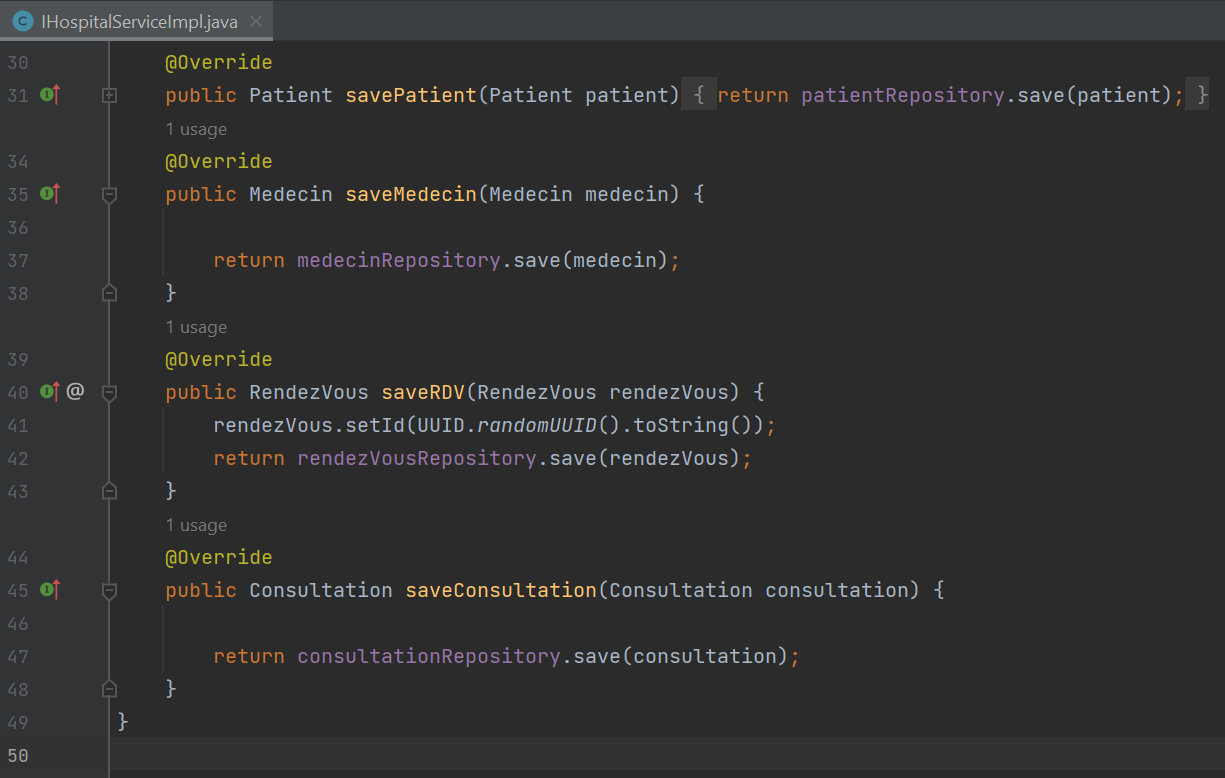 IHospitalServiceImpl.java
30 @Override
31 public Patient savePatient(Patient patient) { return patientRepository.save(patient); }
1 usage
34 @Override
35 public Medecin saveMedecin(Medecin medecin) {
36
37 return medecinRepository.save(medecin);
38 }
1 usage
39 @Override
40 @ public RendezVous saveRDV(RendezVous rendezVous) {
41 rendezVous.setId(UUID.randomUUID().toString());
42 return rendezVousRepository.save(rendezVous);
43 }
1 usage
44 @Override
45 public Consultation saveConsultation(Consultation consultation) {
46
47 return consultationRepository.save(consultation);
48 }
49 }
50